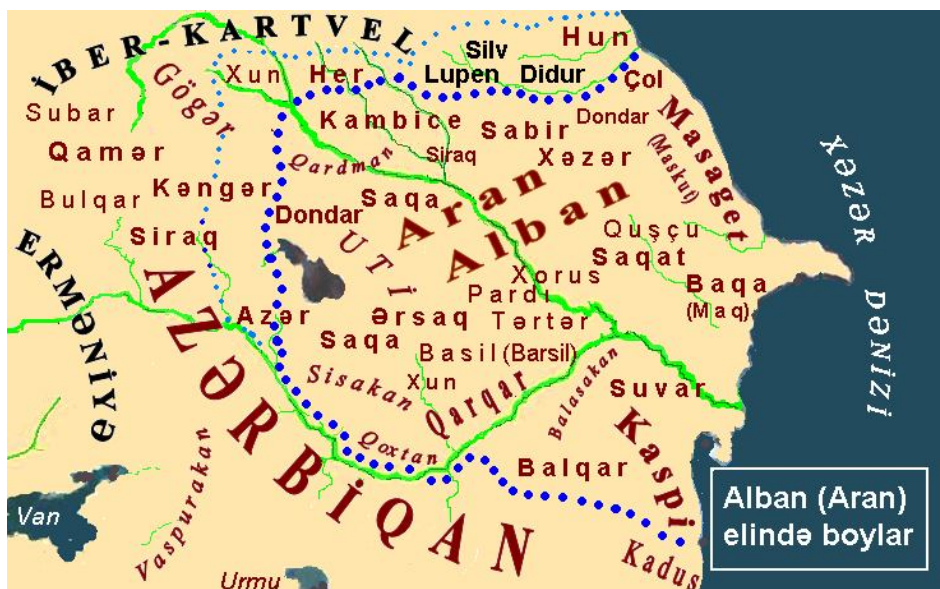 İBER-KARTVEL
Hun
Silv
Lupen Didur
Xun
Her
Çol
Gögər
Subar
Kambice
Sabir
Dondar
Masaget
(Maskut)
Qamər
Qardman
Siraq
Xəzər
XƏZƏR DƏNİZİ
Bulqar
Kəngər
Saqa
Aran
Alban
Dondar
UTİ
Siraq
Quşçu
Saqat
ERMƏNİYƏ
Xorus
Baqa
(Maq)
Pardı
AZƏRBİQAN
Azər
Ərsaq
Tərtər
Saqa
Basil (Barsil)
Sisakan
Xun
Qarqar
Balasakan
Suvar
Kaspi
Qoxtan
Balqar
Vaspurakan
Van
Alban (Aran)
elində boylar
Kadus
Urmu